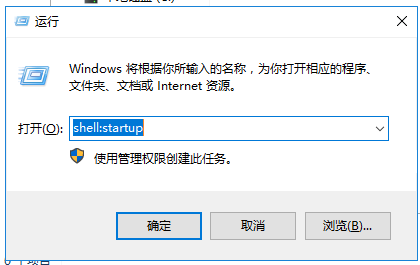 运行
Windows 将根据你所输入的名称，为你打开相应的程序、
文件夹、文档或 Internet 资源。
打开(O): shell:startup
使用管理权限创建此任务。
确定 取消 浏览(B)...